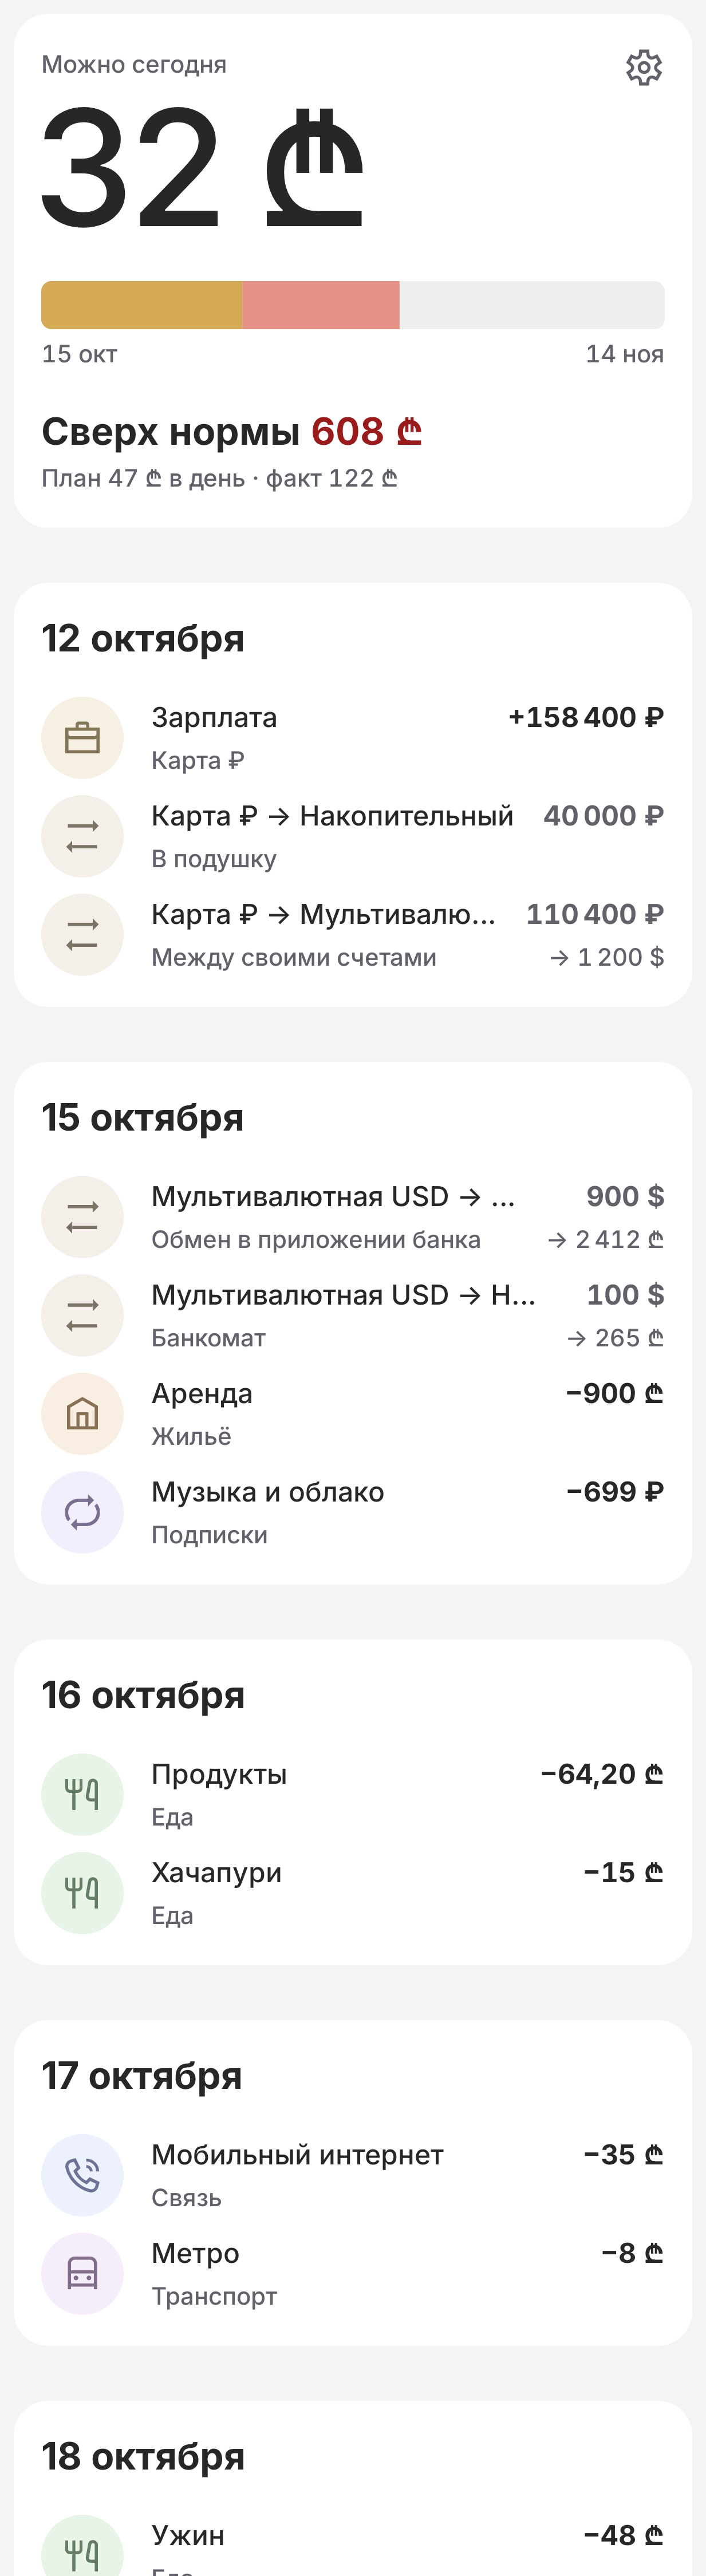 Можно сегодня
32 ₾
15 окт 14 ноя
Сверх нормы 608 ₾
План 47 ₾ в день · факт 122 ₾
12 октября
Зарплата +158 400 ₽
Карта ₽
Карта ₽ → Накопительный 40 000 ₽
В подушку
Карта ₽ → Мультивалю... 110 400 ₽
Между своими счетами → 1 200 $
15 октября
Мультивалютная USD → ... 900 $
Обмен в приложении банка → 2 412 ₾
Мультивалютная USD → Н... 100 $
Банкомат → 265 ₾
Аренда −900 ₾
Жильё
Музыка и облако −699 ₽
Подписки
16 октября
Продукты −64,20 ₾
Еда
Хачапури −15 ₾
Еда
17 октября
Мобильный интернет −35 ₾
Связь
Метро −8 ₾
Транспорт
18 октября
Ужин −48 ₾